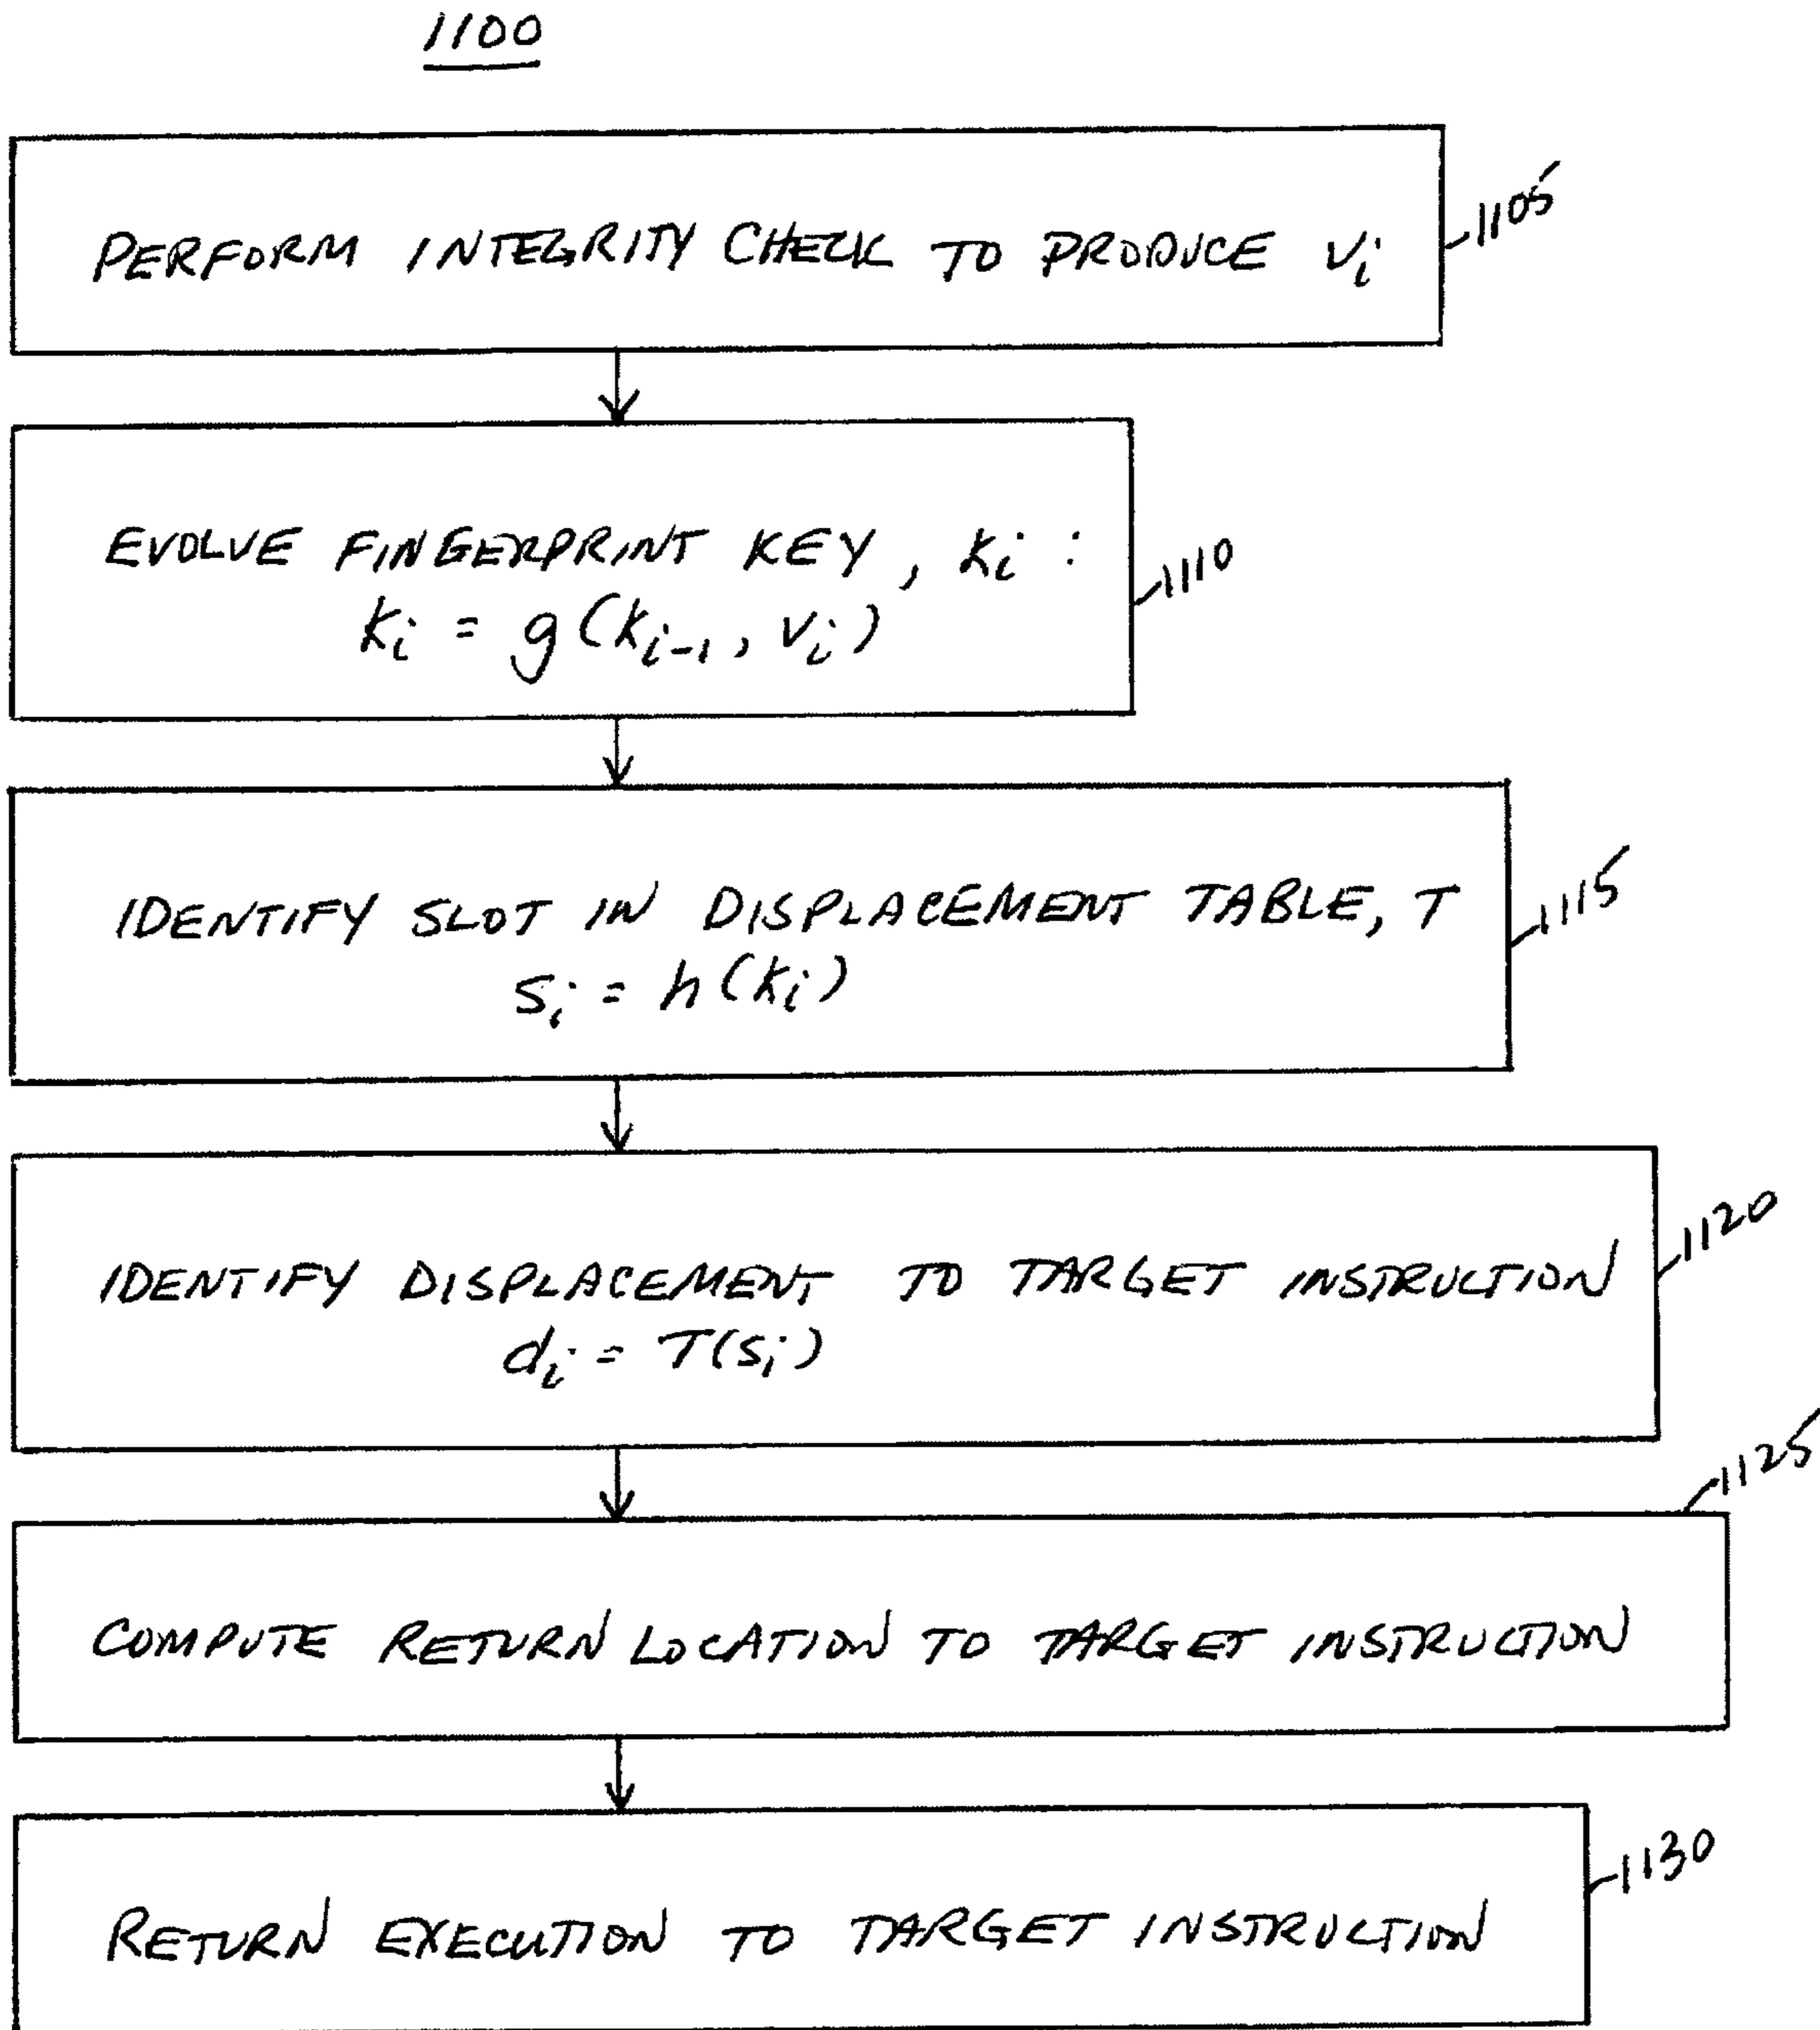 1100
PERFORM INTEGRITY CHECK TO PRODUCE vᵢ
1105
EVOLVE FINGERPRINT KEY, kᵢ :
kᵢ = g(kᵢ₋₁, vᵢ)
1110
IDENTIFY SLOT IN DISPLACEMENT TABLE, T
sᵢ = h(kᵢ)
1115
IDENTIFY DISPLACEMENT TO TARGET INSTRUCTION
dᵢ = T(sᵢ)
1120
1125
COMPUTE RETURN LOCATION TO TARGET INSTRUCTION
RETURN EXECUTION TO TARGET INSTRUCTION
1130